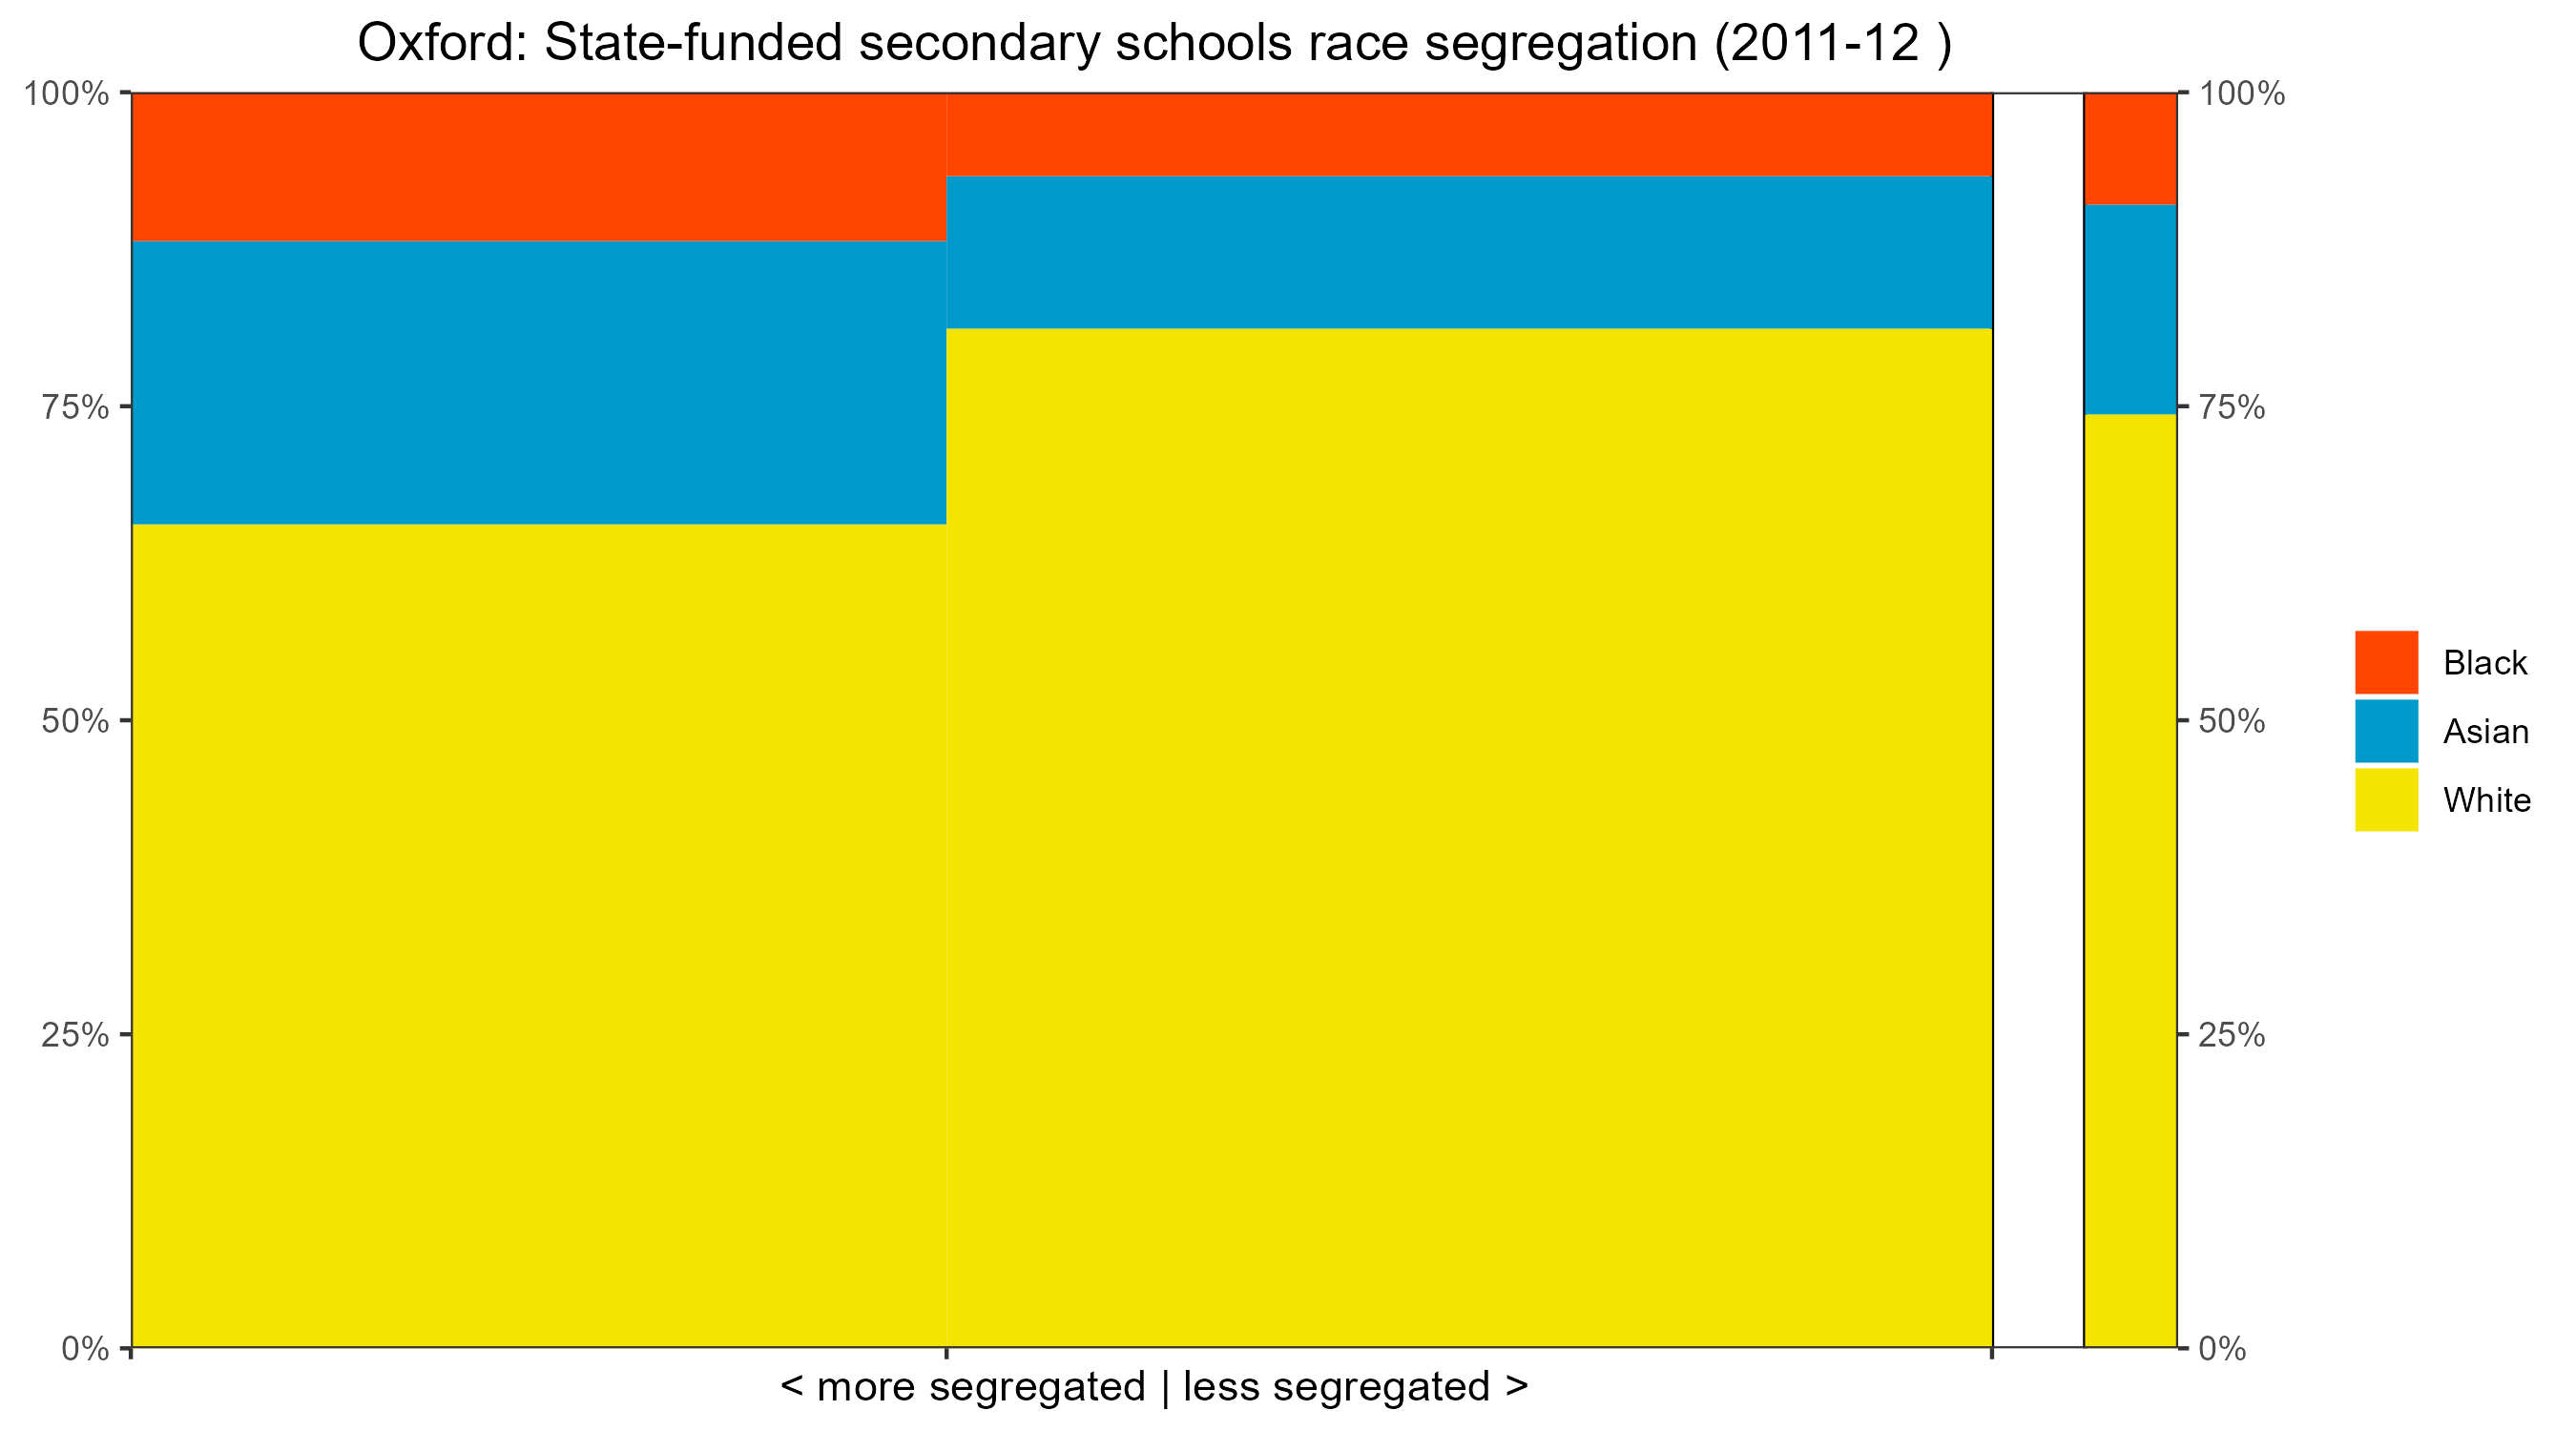 Oxford: State-funded secondary schools race segregation (2011-12 )
100%
75%
50%
25%
0%
100%
75%
50%
25%
0%
Black
Asian
White
< more segregated | less segregated >